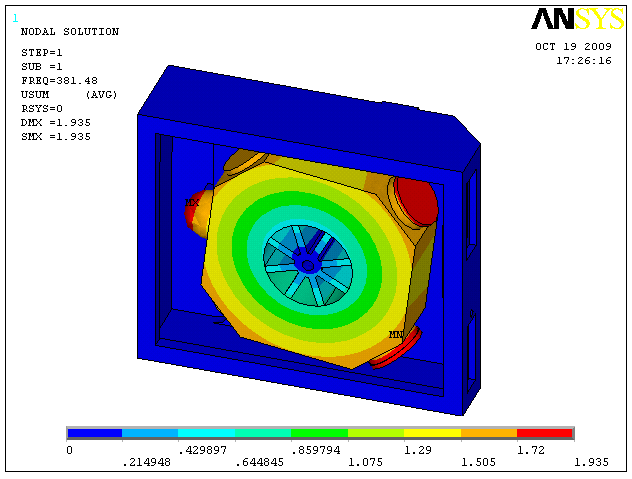 1
ANSYS
NODAL SOLUTION
OCT 19 2009
17:26:16
STEP=1
SUB =1
FREQ=381.48
USUM (AVG)
RSYS=0
DMX =1.935
SMX =1.935
MX
MN
0 .429897 .859794 1.29 1.72
.214948 .644845 1.075 1.505 1.935